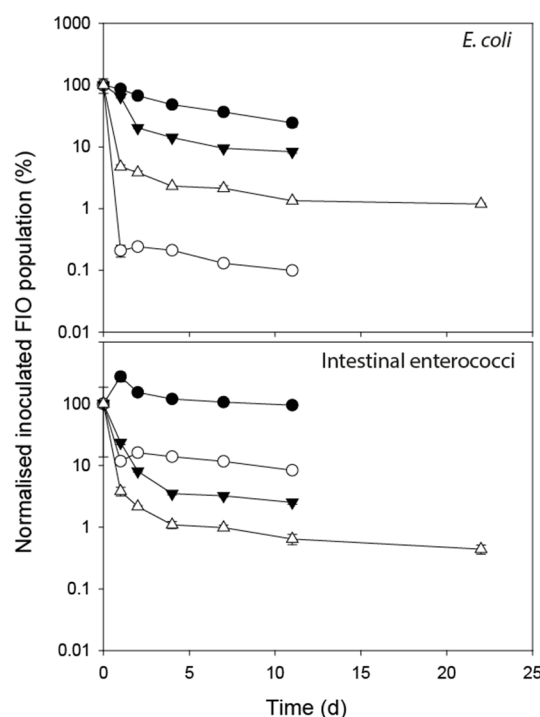 1000
E. coli
100
10
1
0.1
0.01
Intestinal enterococci
100
10
1
0.1
0.01
0 5 10 15 20 25
Time (d)
Normalised inoculated FIO population (%)